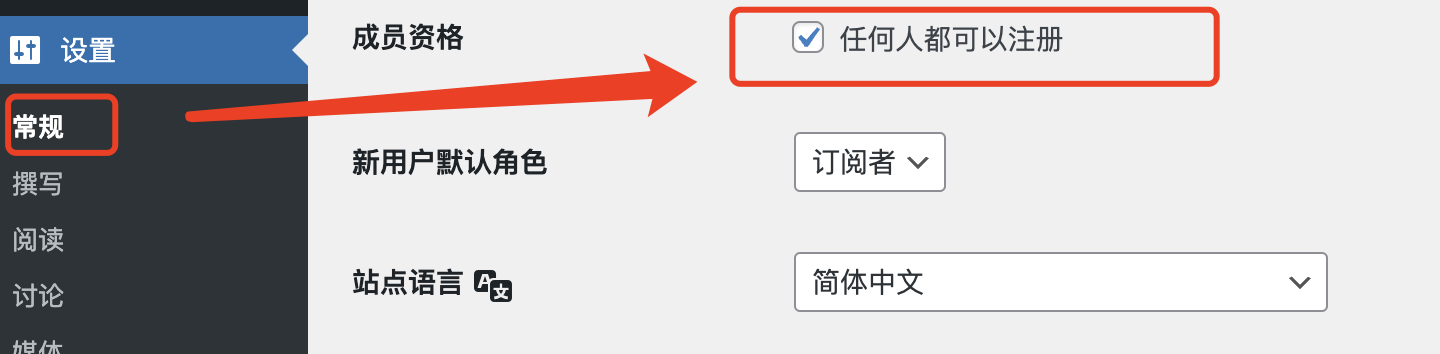 设置
常规
撰写
阅读
讨论
媒体
成员资格
任何人都可以注册
新用户默认角色
订阅者
站点语言
A文
简体中文